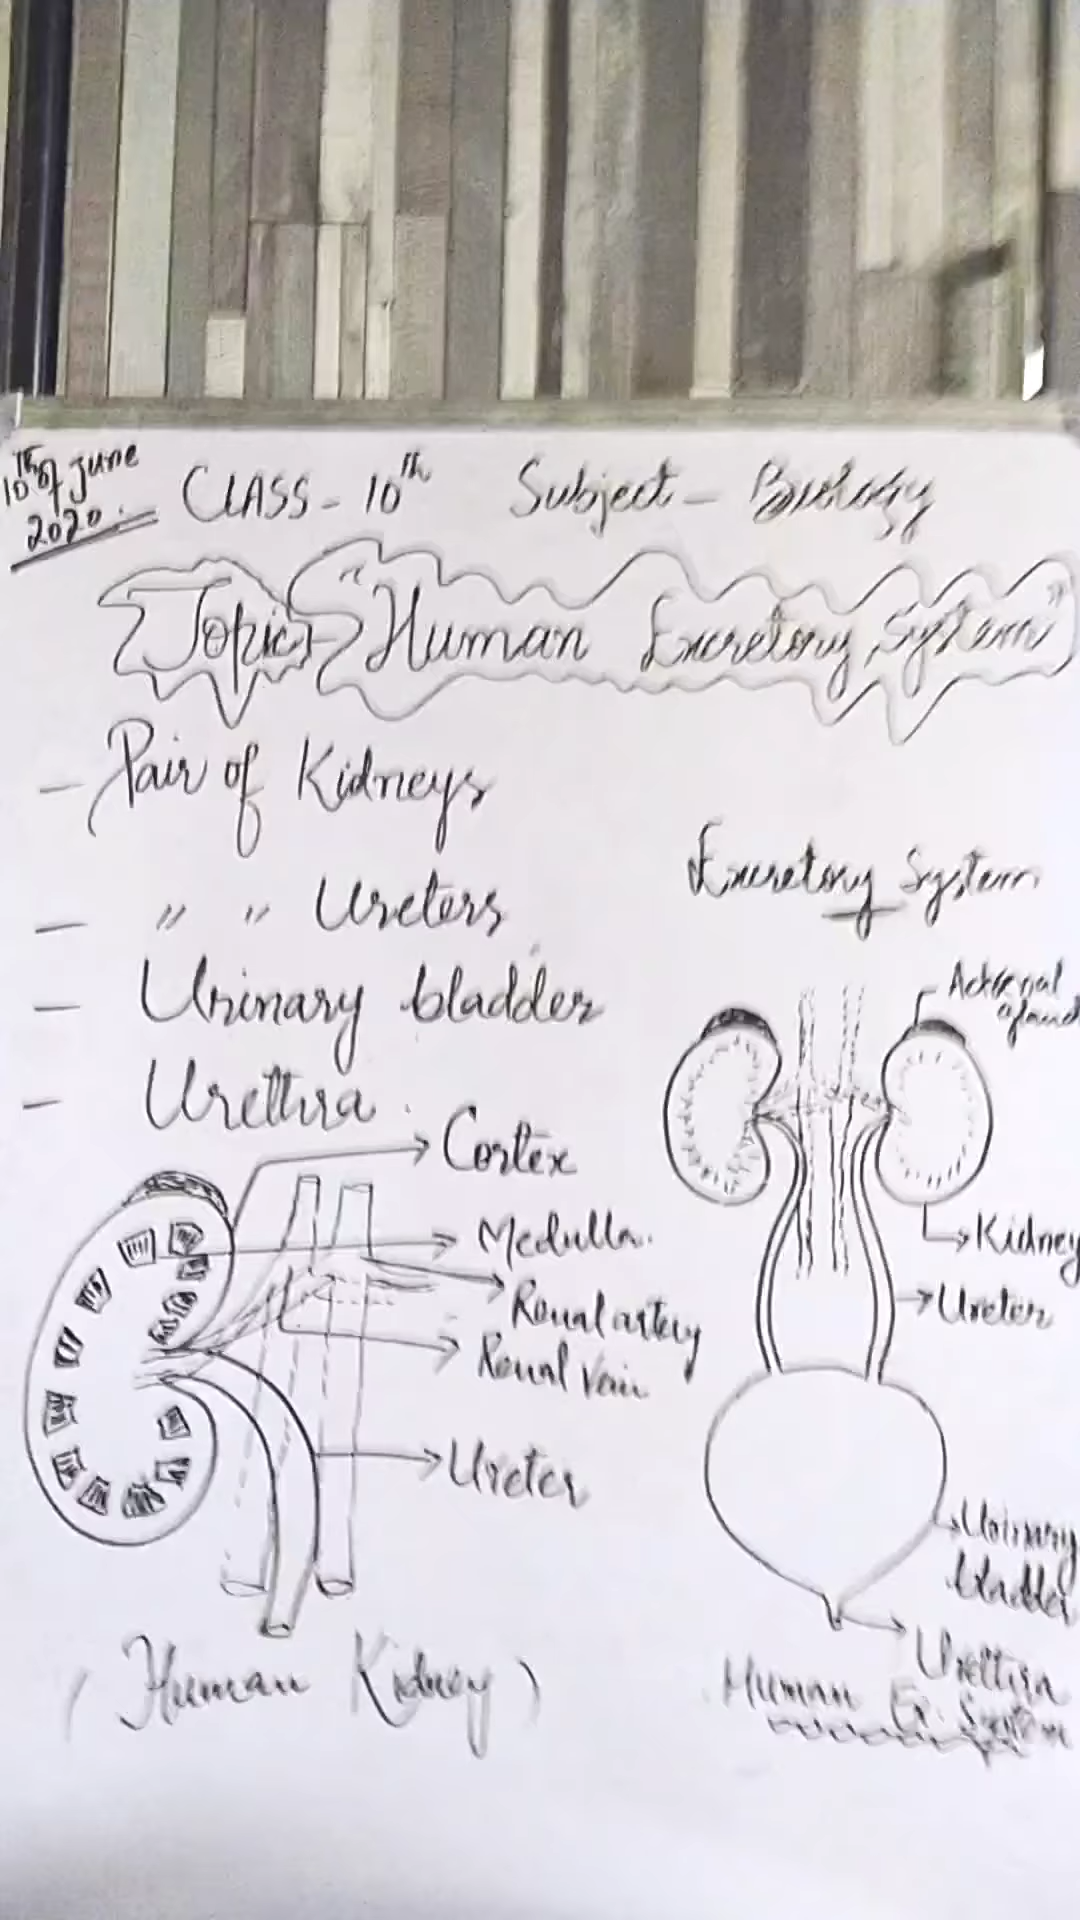 10th of June
2020.
CLASS - 10th Subject - Biology
Topic - "Human Excretory System"
- Pair of Kidneys
- " " Ureters
- Urinary bladder
- Urethra.
Cortex
Medulla.
Renal artery
Renal Vein
Ureter
(Human Kidney)
Excretory System
Adrenal
gland
Kidney
Ureter
Urinary
bladder
Urethra
Human Ex. System